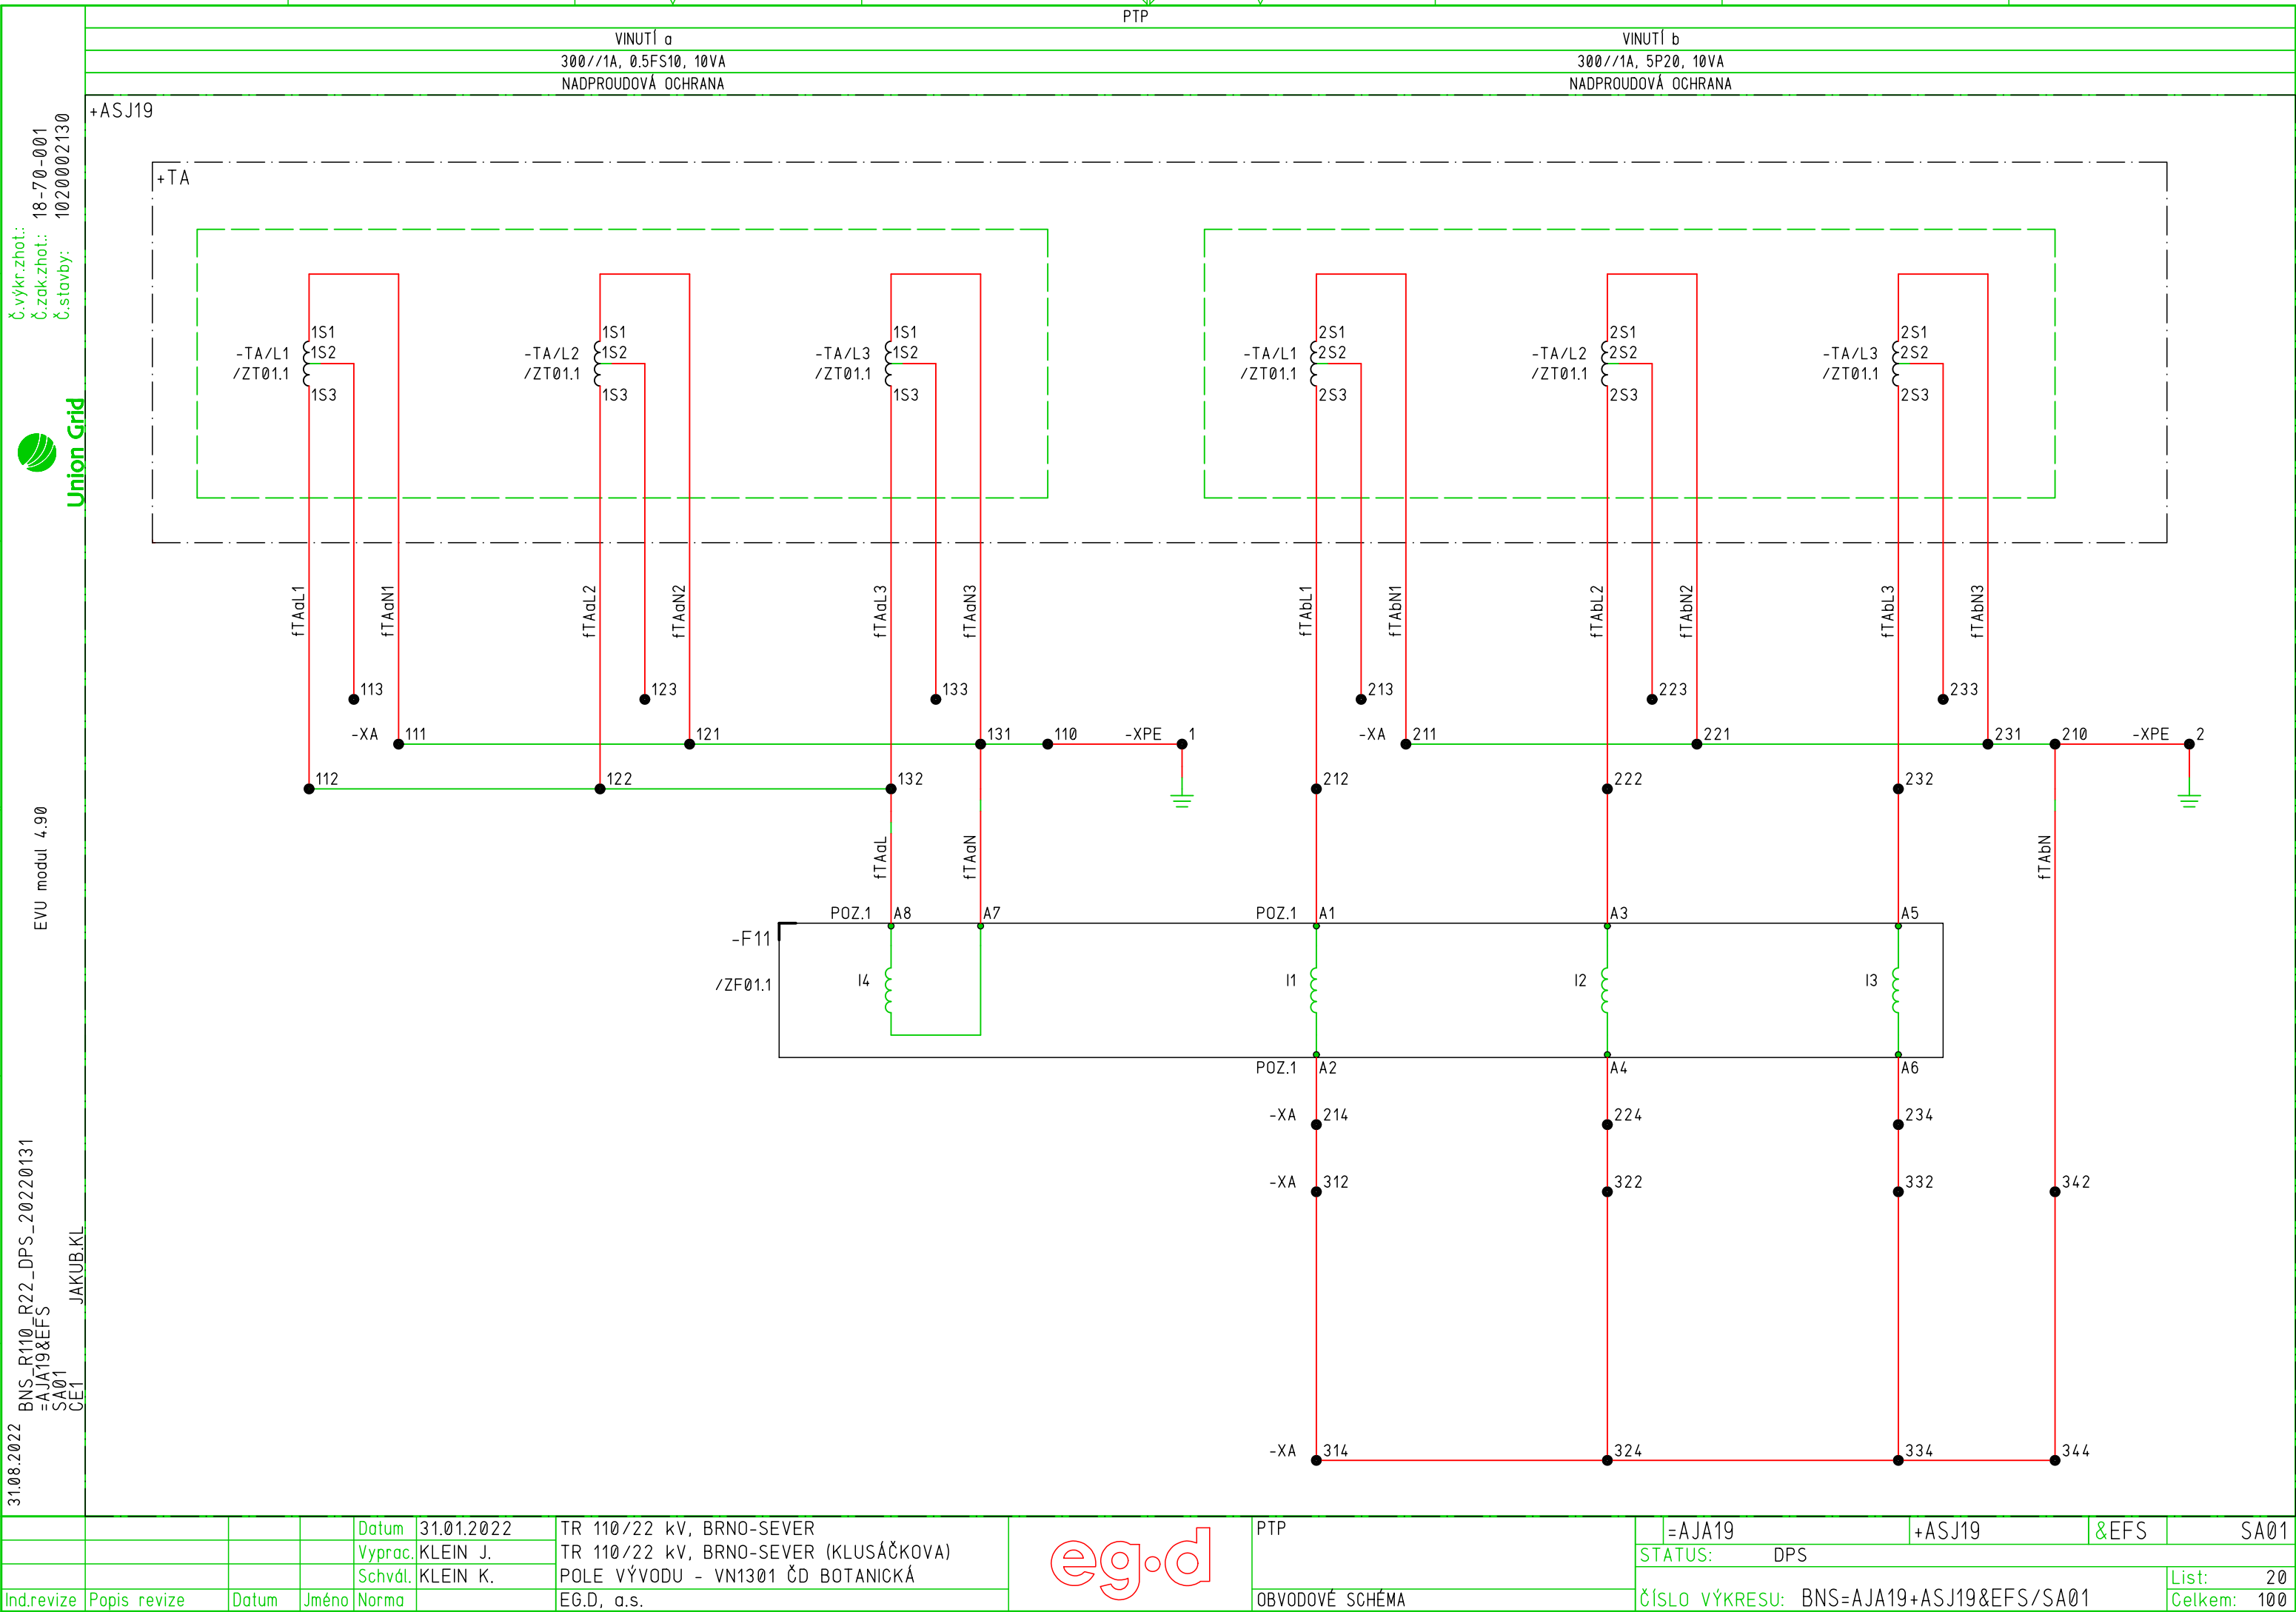 PTP
VINUTÍ a
VINUTÍ b
300//1A, 0.5FS10, 10VA
300//1A, 5P20, 10VA
NADPROUDOVÁ OCHRANA
NADPROUDOVÁ OCHRANA
+ASJ19
+TA
Č.výkr.zhot.:
Č.zak.zhot.: 18-70-001
Č.stavby: 10200002130
Union Grid
EVU modul 4.90
BNS_R110_R22_DPS_20220131
=AJA19&EFS
SA01
CE1
JAKUB.KL
31.08.2022
1S1
-TA/L1 1S2
/ZT01.1
1S3
1S1
-TA/L2 1S2
/ZT01.1
1S3
1S1
-TA/L3 1S2
/ZT01.1
1S3
2S1
-TA/L1 2S2
/ZT01.1
2S3
2S1
-TA/L2 2S2
/ZT01.1
2S3
2S1
-TA/L3 2S2
/ZT01.1
2S3
fTAaL1
fTAaN1
fTAaL2
fTAaN2
fTAaL3
fTAaN3
fTAbL1
fTAbN1
fTAbL2
fTAbN2
fTAbL3
fTAbN3
113 123 133 213 223 233
-XA 111 121 131 110 -XPE 1
-XA 211 221 231 210 -XPE 2
112 122 132 212 222 232
fTAaL
fTAaN
fTAbN
POZ.1 A8 A7 POZ.1 A1 A3 A5
-F11
/ZF01.1
I4 I1 I2 I3
POZ.1 A2 A4 A6
-XA 214 224 234
-XA 312 322 332 342
-XA 314 324 334 344
Datum 31.01.2022
Vyprac. KLEIN J.
Schvál. KLEIN K.
Ind.revize Popis revize Datum Jméno Norma
TR 110/22 kV, BRNO-SEVER
TR 110/22 kV, BRNO-SEVER (KLUSÁČKOVA)
POLE VÝVODU - VN1301 ČD BOTANICKÁ
EG.D, a.s.
eg·d
PTP
OBVODOVÉ SCHÉMA
=AJA19 +ASJ19 &EFS SA01
STATUS: DPS
ČÍSLO VÝKRESU: BNS=AJA19+ASJ19&EFS/SA01
List: 20
Celkem: 100